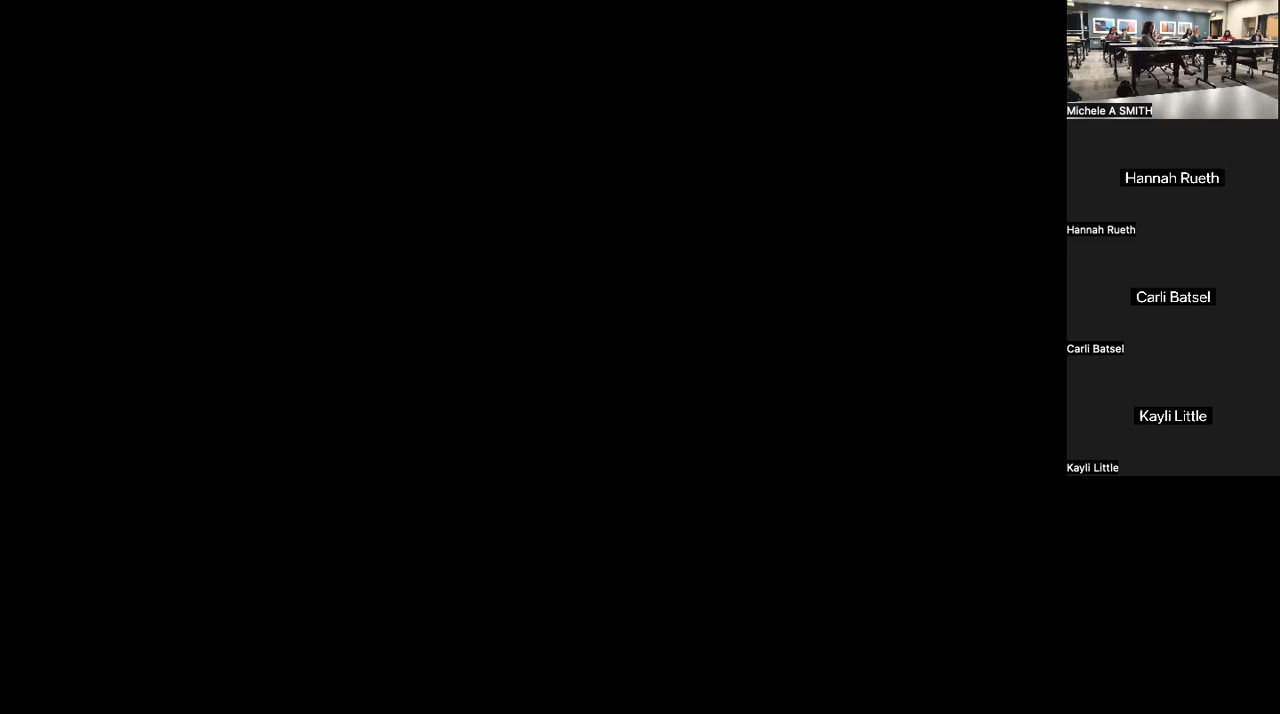 Michele A SMITH
Hannah Rueth
Hannah Rueth
Carli Batsel
Carli Batsel
Kayli Little
Kayli Little